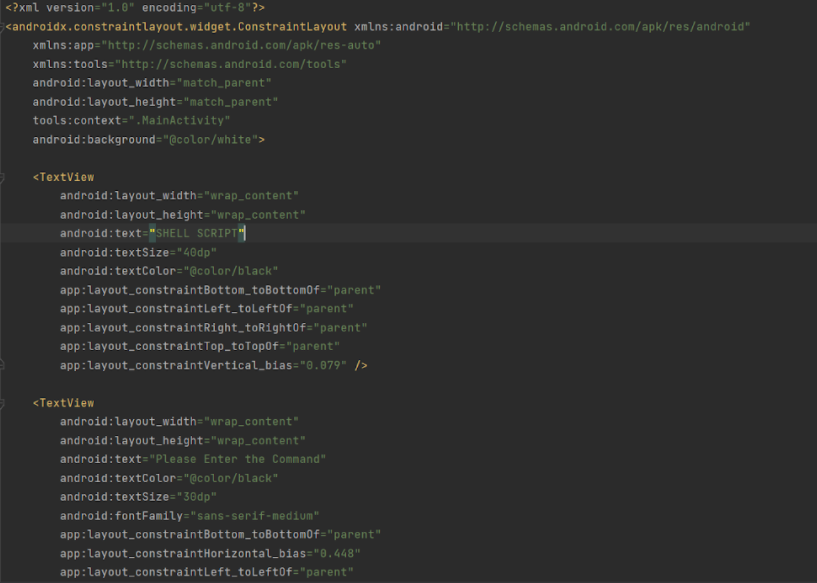 <?xml version="1.0" encoding="utf-8"?>
<androidx.constraintlayout.widget.ConstraintLayout xmlns:android="http://schemas.android.com/apk/res/android"
    xmlns:app="http://schemas.android.com/apk/res-auto"
    xmlns:tools="http://schemas.android.com/tools"
    android:layout_width="match_parent"
    android:layout_height="match_parent"
    tools:context=".MainActivity"
    android:background="@color/white">

    <TextView
        android:layout_width="wrap_content"
        android:layout_height="wrap_content"
        android:text="SHELL SCRIPT"
        android:textSize="40dp"
        android:textColor="@color/black"
        app:layout_constraintBottom_toBottomOf="parent"
        app:layout_constraintLeft_toLeftOf="parent"
        app:layout_constraintRight_toRightOf="parent"
        app:layout_constraintTop_toTopOf="parent"
        app:layout_constraintVertical_bias="0.079" />

    <TextView
        android:layout_width="wrap_content"
        android:layout_height="wrap_content"
        android:text="Please Enter the Command"
        android:textColor="@color/black"
        android:textSize="30dp"
        android:fontFamily="sans-serif-medium"
        app:layout_constraintBottom_toBottomOf="parent"
        app:layout_constraintHorizontal_bias="0.448"
        app:layout_constraintLeft_toLeftOf="parent"